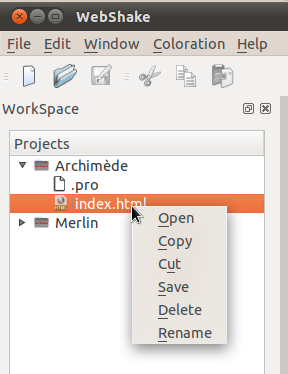 WebShake
File Edit Window Coloration Help
WorkSpace
Projects
Archimède
.pro
index.html
Merlin
Open
Copy
Cut
Save
Delete
Rename